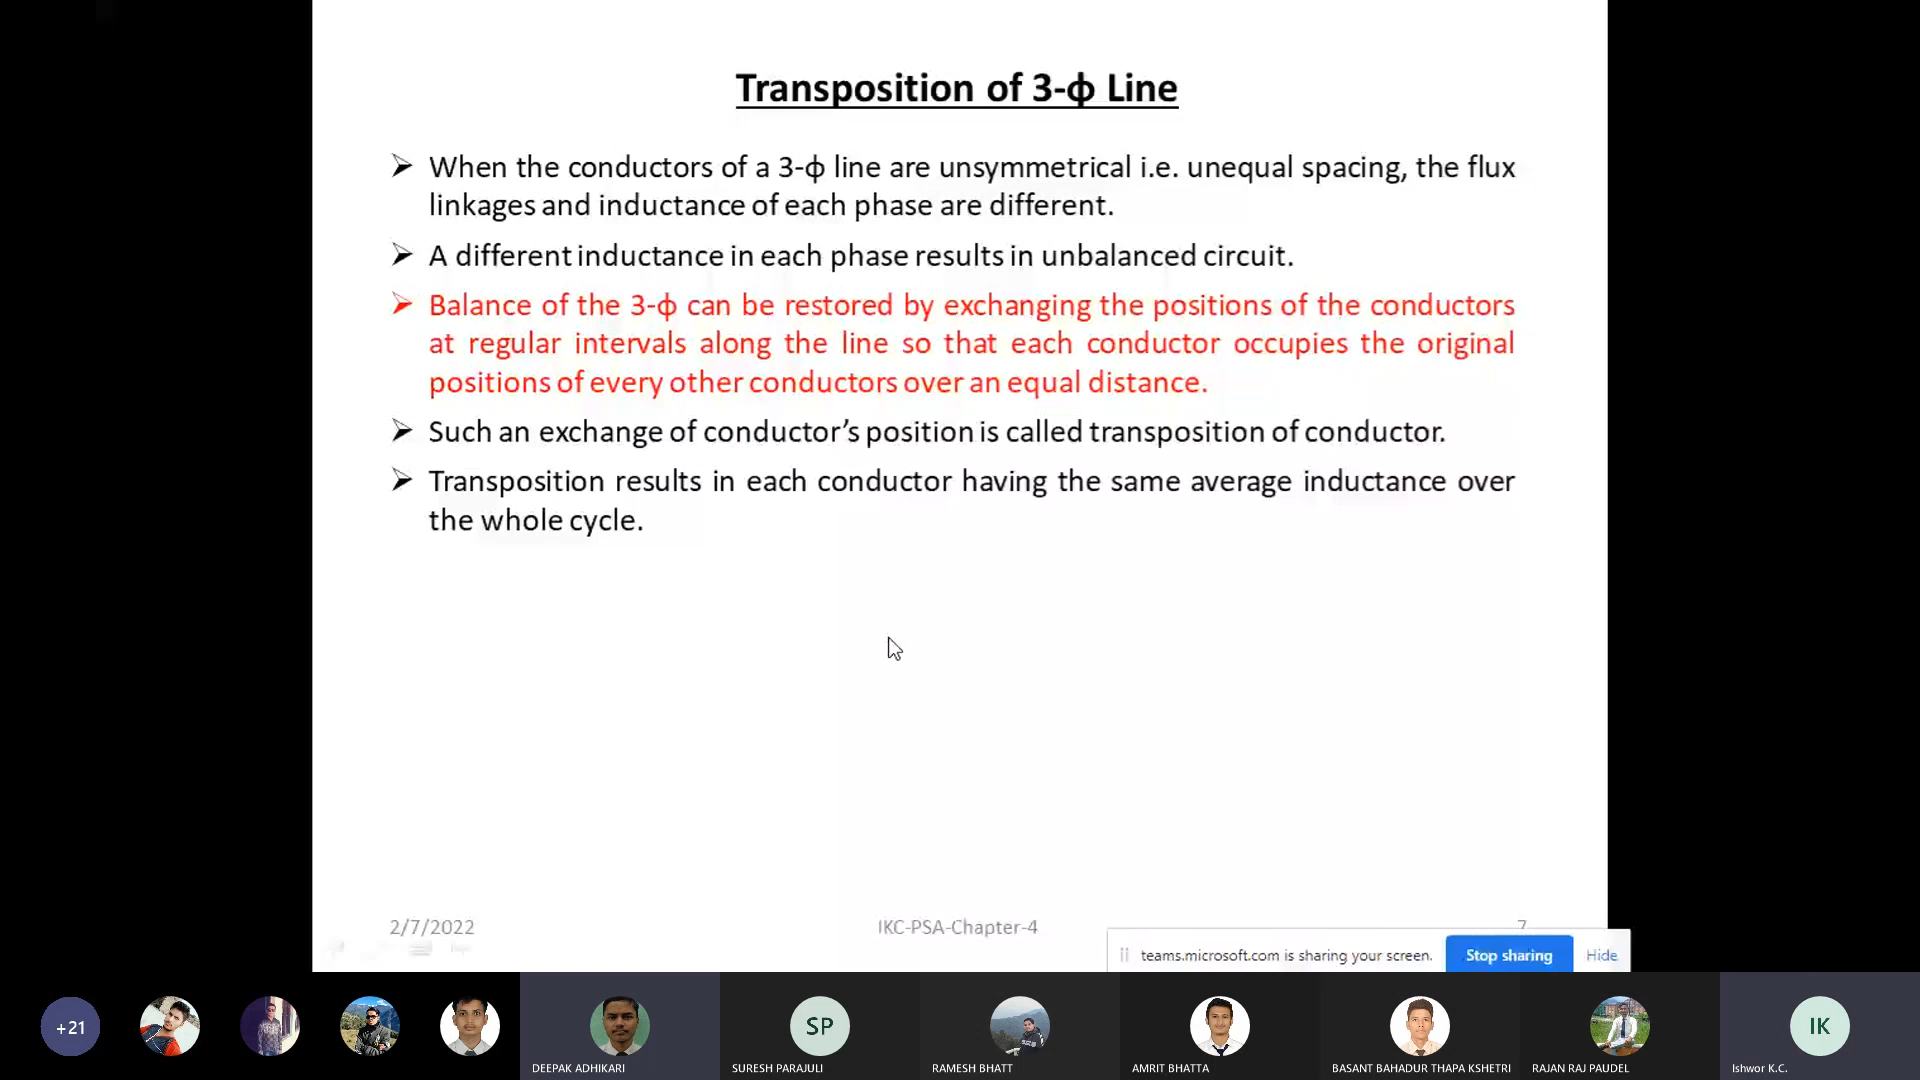 Transposition of 3-ф Line
➢ When the conductors of a 3-ф line are unsymmetrical i.e. unequal spacing, the flux
linkages and inductance of each phase are different.
➢ A different inductance in each phase results in unbalanced circuit.
➢ Balance of the 3-ф can be restored by exchanging the positions of the conductors
at regular intervals along the line so that each conductor occupies the original
positions of every other conductors over an equal distance.
➢ Such an exchange of conductor’s position is called transposition of conductor.
➢ Transposition results in each conductor having the same average inductance over
the whole cycle.
2/7/2022
IKC-PSA-Chapter-4
7
teams.microsoft.com is sharing your screen.
Stop sharing
Hide
+21
SP
IK
DEEPAK ADHIKARI
SURESH PARAJULI
RAMESH BHATT
AMRIT BHATTA
BASANT BAHADUR THAPA KSHETRI
RAJAN RAJ PAUDEL
Ishwor K.C.